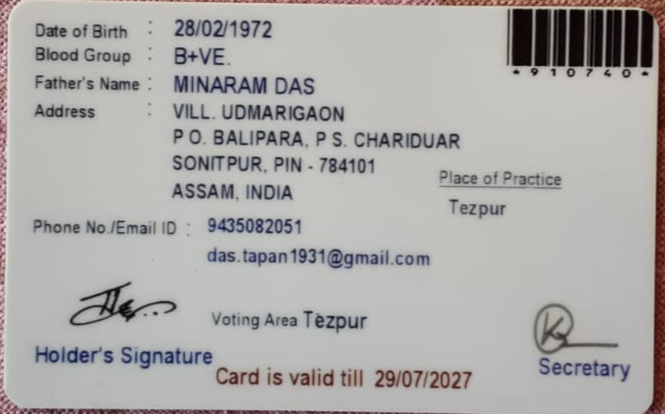 Date of Birth : 28/02/1972
Blood Group : B+VE.
Father's Name : MINARAM DAS
Address : VILL. UDMARIGAON
P O. BALIPARA, P S. CHARIDUAR
SONITPUR, PIN - 784101
ASSAM, INDIA
Phone No./Email ID : 9435082051
das.tapan1931@gmail.com
*910740*
Place of Practice
Tezpur
Voting Area Tezpur
Holder's Signature
Secretary
Card is valid till 29/07/2027